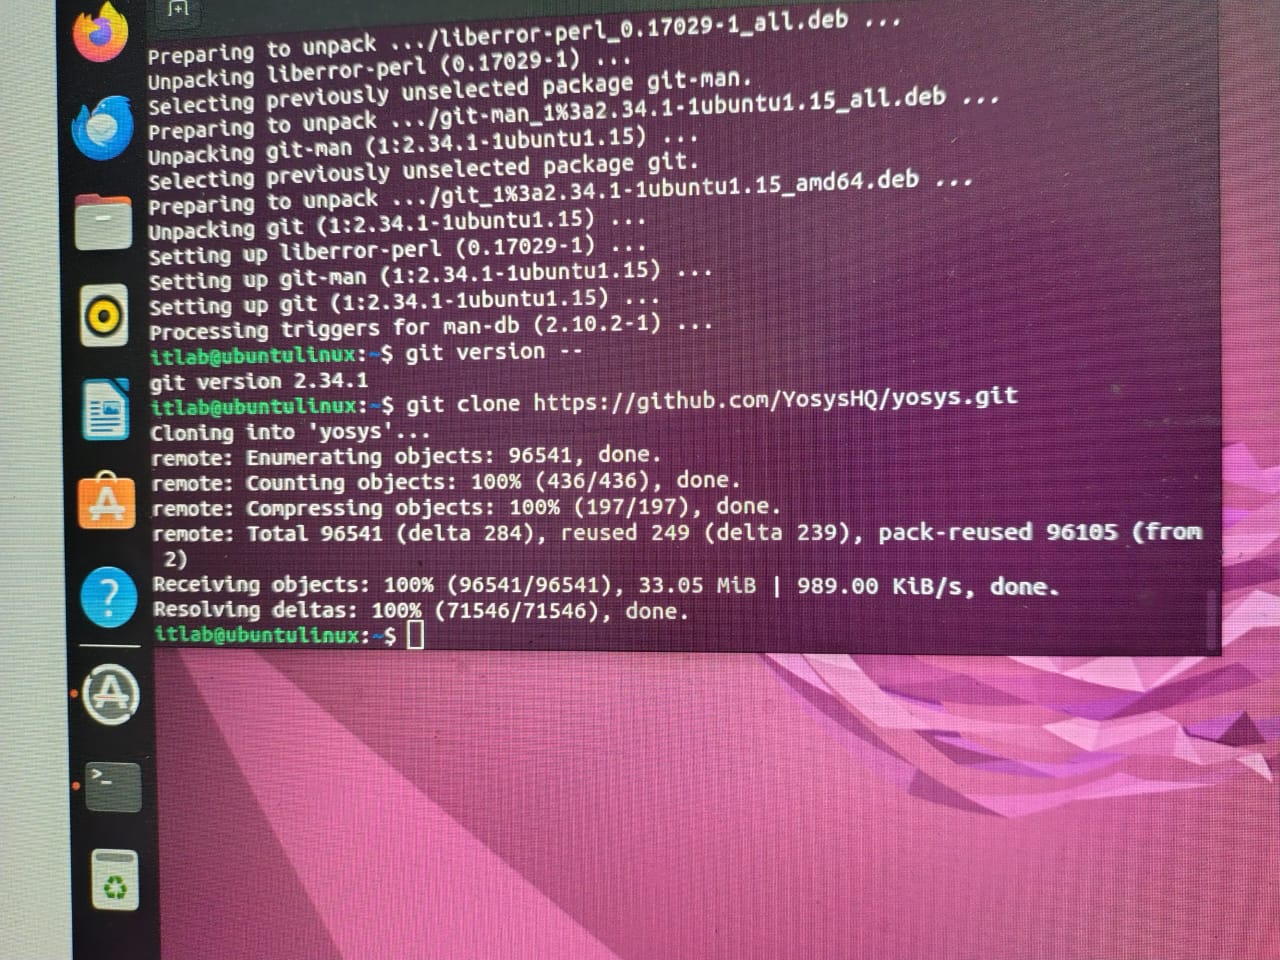 Preparing to unpack .../liberror-perl_0.17029-1_all.deb ...
Unpacking liberror-perl (0.17029-1) ...
Selecting previously unselected package git-man.
Preparing to unpack .../git-man_1%3a2.34.1-1ubuntu1.15_all.deb ...
Unpacking git-man (1:2.34.1-1ubuntu1.15) ...
Selecting previously unselected package git.
Preparing to unpack .../git_1%3a2.34.1-1ubuntu1.15_amd64.deb ...
Unpacking git (1:2.34.1-1ubuntu1.15) ...
Setting up liberror-perl (0.17029-1) ...
Setting up git-man (1:2.34.1-1ubuntu1.15) ...
Setting up git (1:2.34.1-1ubuntu1.15) ...
Processing triggers for man-db (2.10.2-1) ...
itlab@ubuntulinux:~$ git version --
git version 2.34.1
itlab@ubuntulinux:~$ git clone https://github.com/YosysHQ/yosys.git
Cloning into 'yosys'...
remote: Enumerating objects: 96541, done.
remote: Counting objects: 100% (436/436), done.
remote: Compressing objects: 100% (197/197), done.
remote: Total 96541 (delta 284), reused 249 (delta 239), pack-reused 96105 (from
2)
Receiving objects: 100% (96541/96541), 33.05 MiB | 989.00 KiB/s, done.
Resolving deltas: 100% (71546/71546), done.
itlab@ubuntulinux:~$